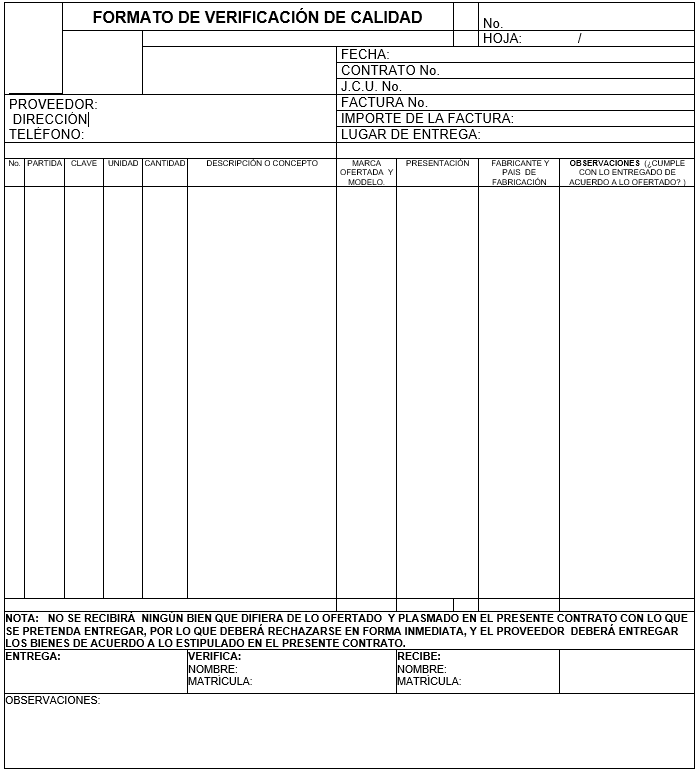 FORMATO DE VERIFICACIÓN DE CALIDAD
No.
HOJA: /
FECHA:
CONTRATO No.
J.C.U. No.
PROVEEDOR:
FACTURA No.
DIRECCIÓN
IMPORTE DE LA FACTURA:
TELÉFONO:
LUGAR DE ENTREGA:
No. PARTIDA CLAVE UNIDAD CANTIDAD DESCRIPCIÓN O CONCEPTO
MARCA
OFERTADA Y
MODELO.
PRESENTACIÓN
FABRICANTE Y
PAIS DE
FABRICACIÓN
OBSERVACIONES (¿CUMPLE
CON LO ENTREGADO DE
ACUERDO A LO OFERTADO? )
NOTA: NO SE RECIBIRÁ NINGÚN BIEN QUE DIFIERA DE LO OFERTADO Y PLASMADO EN EL PRESENTE CONTRATO CON LO QUE
SE PRETENDA ENTREGAR, POR LO QUE DEBERÁ RECHAZARSE EN FORMA INMEDIATA, Y EL PROVEEDOR DEBERÁ ENTREGAR
LOS BIENES DE ACUERDO A LO ESTIPULADO EN EL PRESENTE CONTRATO.
ENTREGA:
VERIFICA:
NOMBRE:
MATRÍCULA:
RECIBE:
NOMBRE:
MATRÍCULA:
OBSERVACIONES: